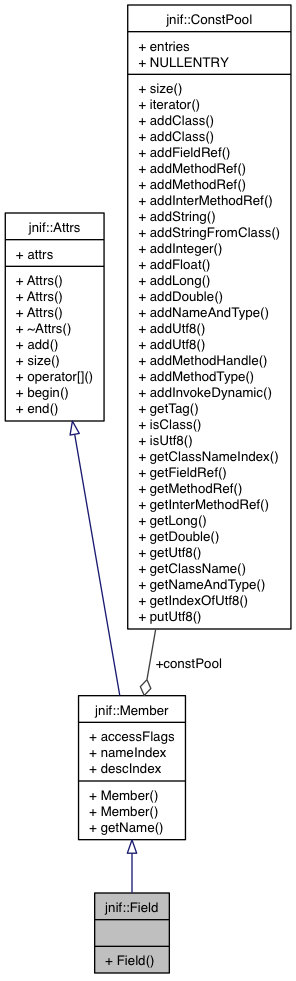 jnif::ConstPool
+ entries
+ NULLENTRY
+ size()
+ iterator()
+ addClass()
+ addClass()
+ addFieldRef()
+ addMethodRef()
+ addMethodRef()
+ addInterMethodRef()
+ addString()
+ addStringFromClass()
+ addInteger()
+ addFloat()
+ addLong()
+ addDouble()
+ addNameAndType()
+ addUtf8()
+ addUtf8()
+ addMethodHandle()
+ addMethodType()
+ addInvokeDynamic()
+ getTag()
+ isClass()
+ isUtf8()
+ getClassNameIndex()
+ getFieldRef()
+ getMethodRef()
+ getInterMethodRef()
+ getLong()
+ getDouble()
+ getUtf8()
+ getClassName()
+ getNameAndType()
+ getIndexOfUtf8()
+ putUtf8()
jnif::Attrs
+ attrs
+ Attrs()
+ Attrs()
+ Attrs()
+ ~Attrs()
+ add()
+ size()
+ operator[]()
+ begin()
+ end()
+constPool
jnif::Member
+ accessFlags
+ nameIndex
+ descIndex
+ Member()
+ Member()
+ getName()
jnif::Field
+ Field()